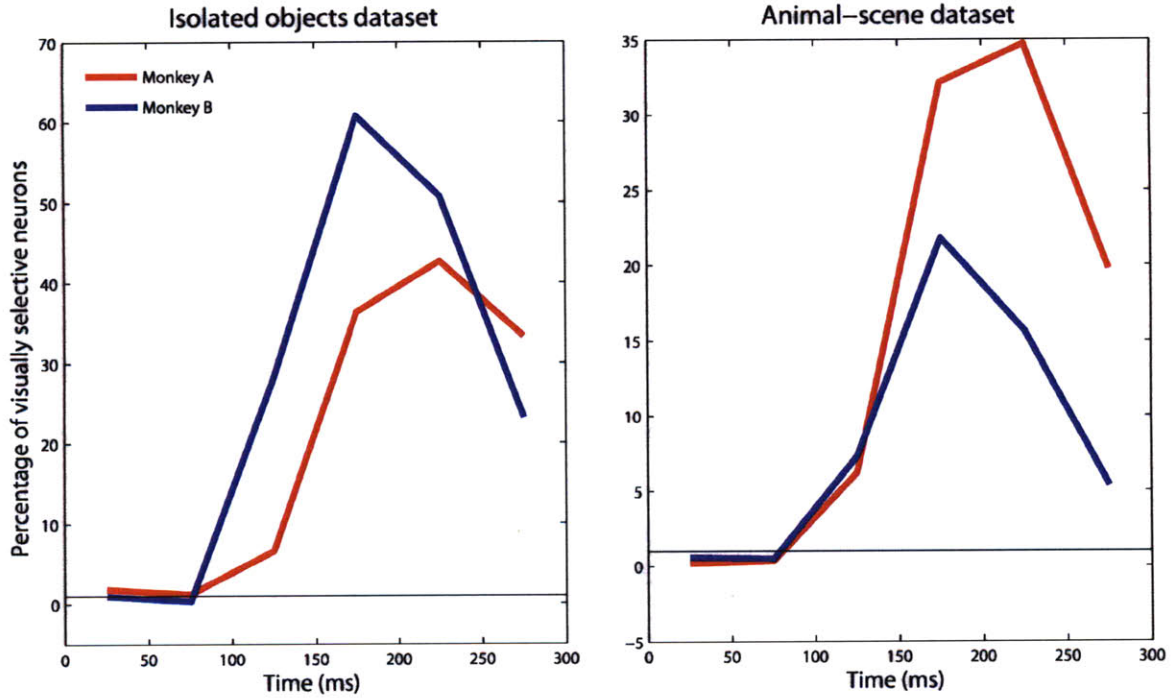 Isolated objects dataset
Percentage of visually selective neurons
70
60
50
40
30
20
10
0
Monkey A
Monkey B
0 50 100 150 200 250 300
Time (ms)
Animal-scene dataset
35
30
25
20
15
10
5
0
-5
0 50 100 150 200 250 300
Time (ms)